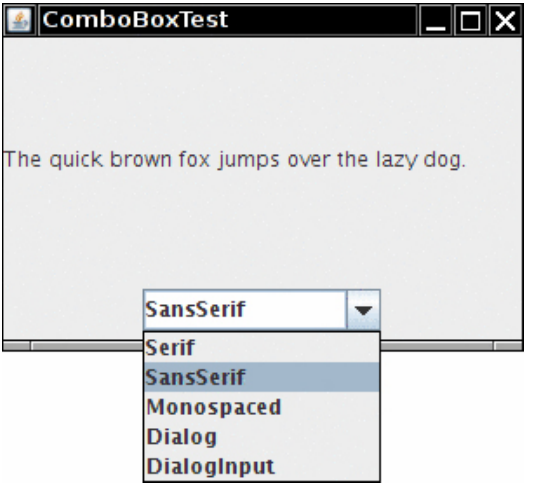 ComboBoxTest
The quick brown fox jumps over the lazy dog.
SansSerif
Serif
SansSerif
Monospaced
Dialog
DialogInput